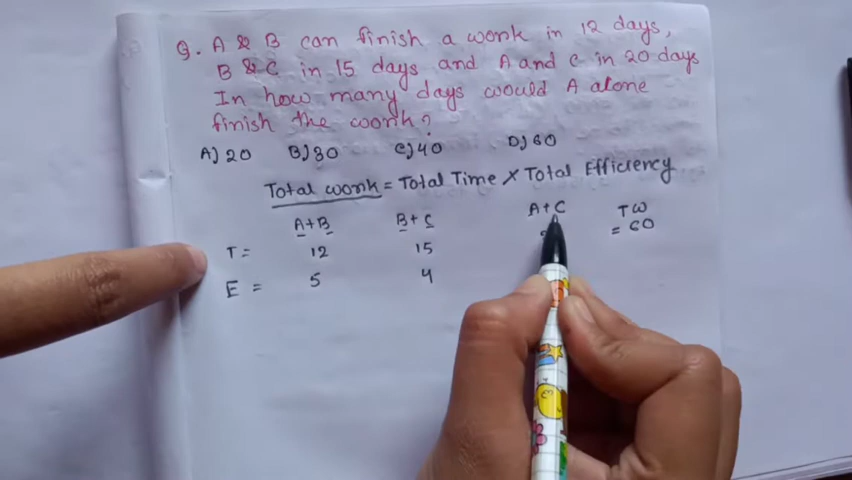 Q. A & B can finish a work in 12 days,
B & C in 15 days and A and C in 20 days
In how many days would A alone
finish the work?
A) 20 B) 30 C) 40 D) 60
Total work = Total Time × Total Efficiency
A+B B+C A+C TW
T = 12 15 = 60
E = 5 4